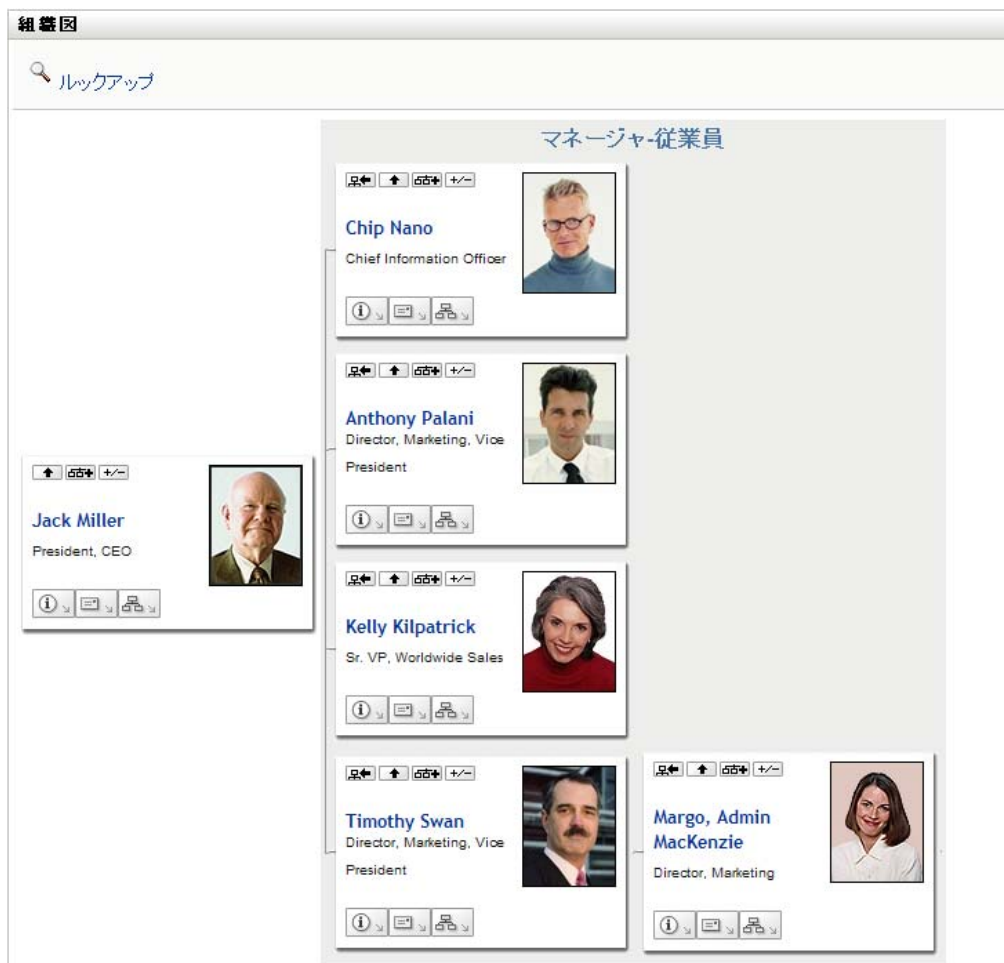 組織図
ルックアップ
マネージャ-従業員
Chip Nano
Chief Information Officer
Anthony Palani
Director, Marketing, Vice
President
Jack Miller
President, CEO
Kelly Kilpatrick
Sr. VP, Worldwide Sales
Timothy Swan
Director, Marketing, Vice
President
Margo, Admin
MacKenzie
Director, Marketing